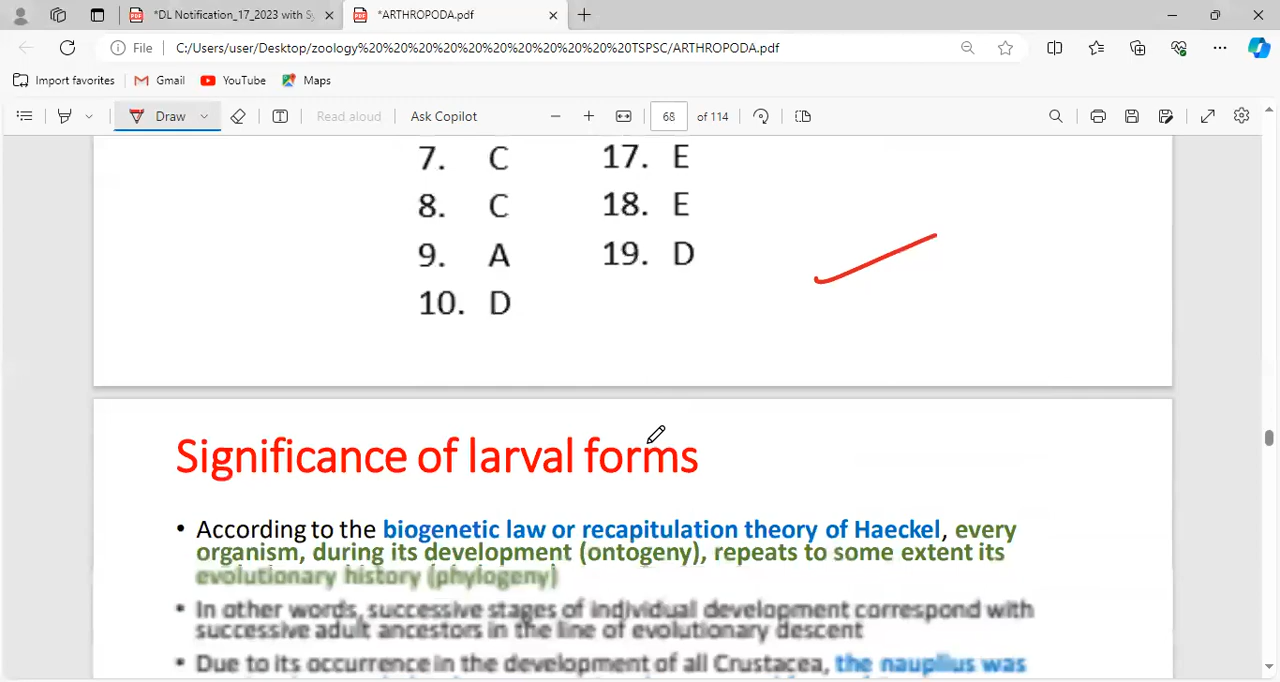 *DL Notification_17_2023 with Sy
*ARTHROPODA.pdf
File
C:/Users/user/Desktop/zoology%20%20%20%20%20%20%20%20%20%20TSPSC/ARTHROPODA.pdf
Import favorites
Gmail
YouTube
Maps
Draw
Read aloud
Ask Copilot
68
of 114
7. C 17. E
8. C 18. E
9. A 19. D
10. D
Significance of larval forms
• According to the biogenetic law or recapitulation theory of Haeckel, every
organism, during its development (ontogeny), repeats to some extent its
evolutionary history (phylogeny)
• In other words, successive stages of individual development correspond with
successive adult ancestors in the line of evolutionary descent
• Due to its occurrence in the development of all Crustacea, the nauplius was